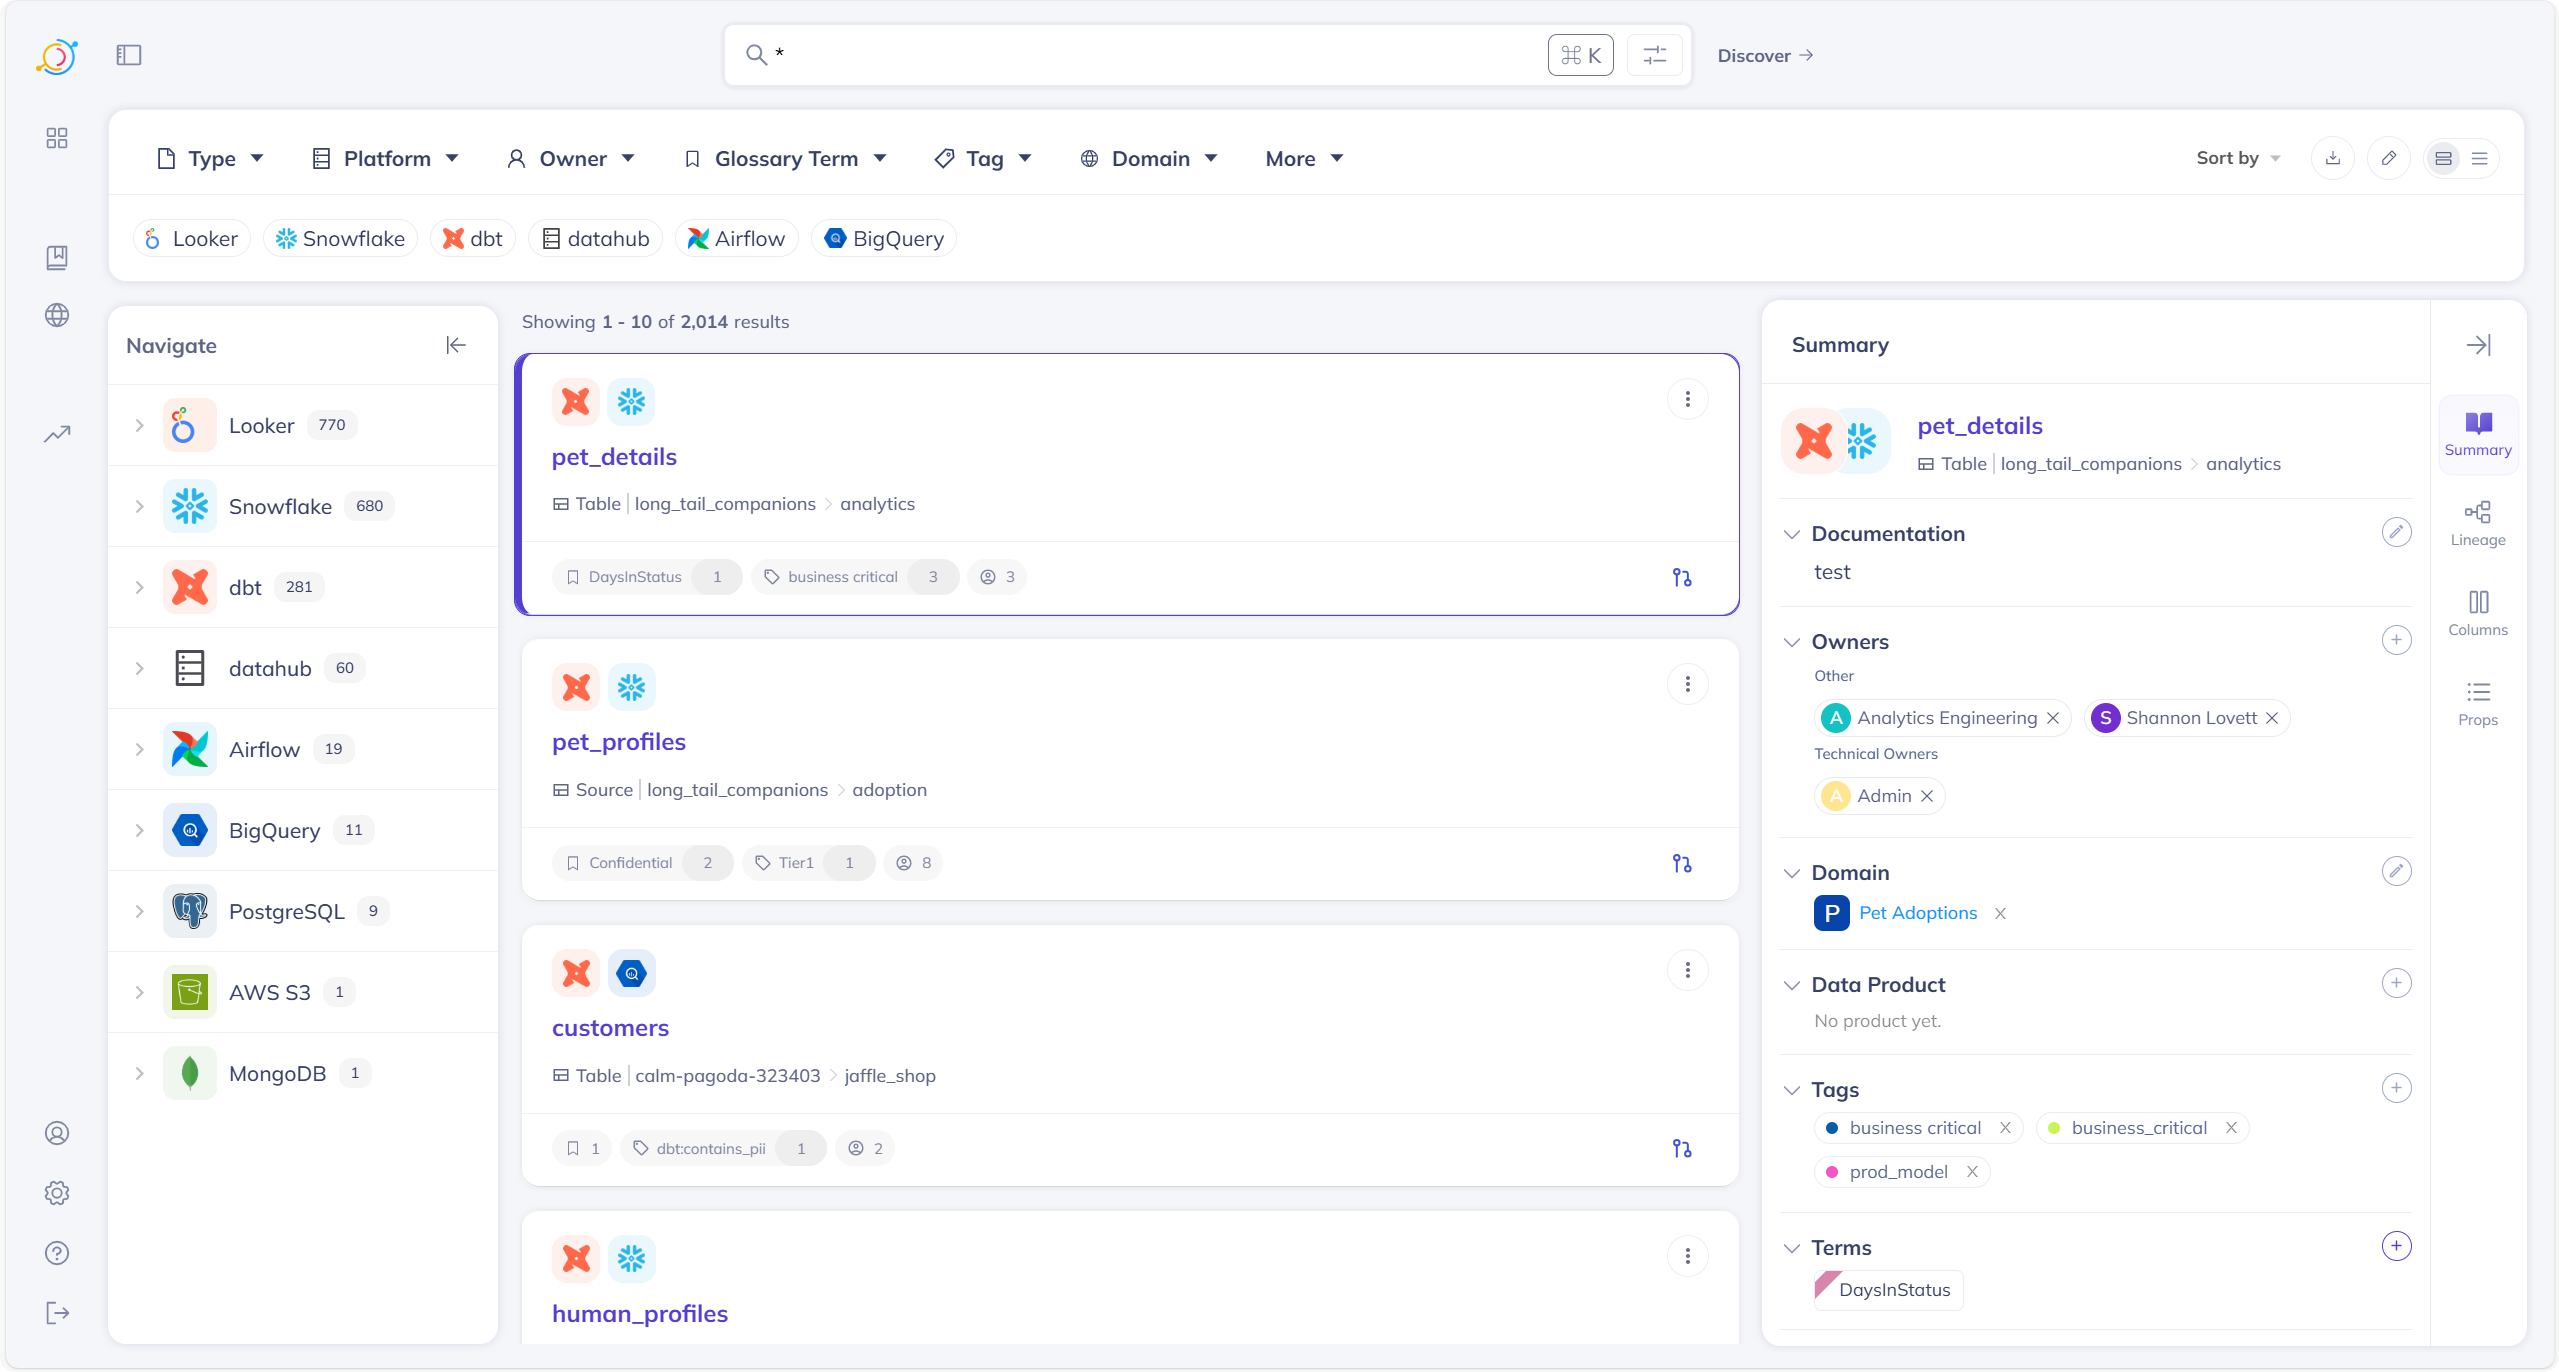 *
⌘ K
Discover →
Type
Platform
Owner
Glossary Term
Tag
Domain
More
Sort by
Looker
Snowflake
dbt
datahub
Airflow
BigQuery
Navigate
Looker 770
Snowflake 680
dbt 281
datahub 60
Airflow 19
BigQuery 11
PostgreSQL 9
AWS S3 1
MongoDB 1
Showing 1 - 10 of 2,014 results
pet_details
Table | long_tail_companions > analytics
DaysInStatus 1 business critical 3 3
pet_profiles
Source | long_tail_companions > adoption
Confidential 2 Tier1 1 8
customers
Table | calm-pagoda-323403 > jaffle_shop
1 dbt:contains_pii 1 2
human_profiles
Summary
pet_details
Table | long_tail_companions > analytics
Documentation
test
Owners
Other
A Analytics Engineering S Shannon Lovett
Technical Owners
A Admin
Domain
P Pet Adoptions
Data Product
No product yet.
Tags
business critical business_critical
prod_model
Terms
DaysInStatus
Summary
Lineage
Columns
Props